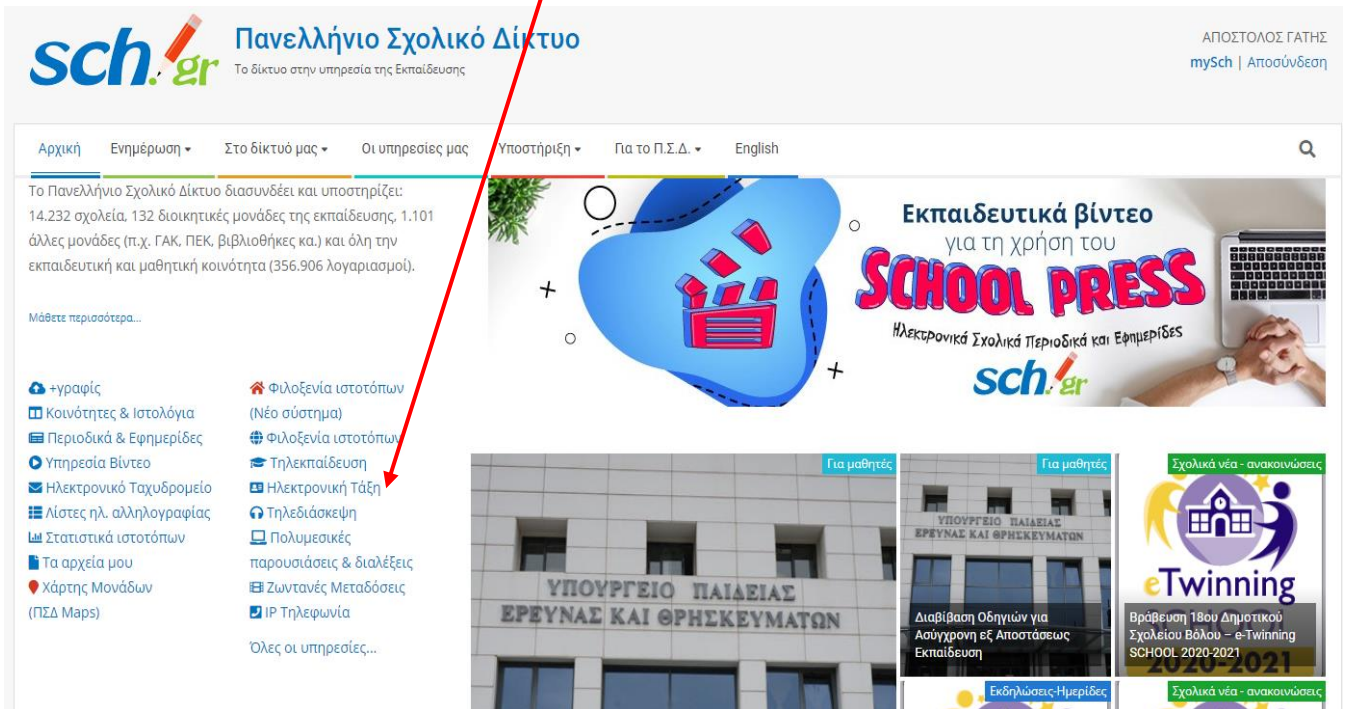 sch.gr
Πανελλήνιο Σχολικό Δίκτυο
Το δίκτυο στην υπηρεσία της Εκπαίδευσης
ΑΠΟΣΤΟΛΟΣ ΓΑΤΗΣ
mySch | Αποσύνδεση
Αρχική Ενημέρωση Στο δίκτυό μας Οι υπηρεσίες μας Υποστήριξη Για το Π.Σ.Δ. English
Το Πανελλήνιο Σχολικό Δίκτυο διασυνδέει και υποστηρίζει:
14.232 σχολεία, 132 διοικητικές μονάδες της εκπαίδευσης, 1.101
άλλες μονάδες (π.χ. ΓΑΚ, ΠΕΚ, βιβλιοθήκες κα.) και όλη την
εκπαιδευτική και μαθητική κοινότητα (356.906 λογαριασμοί).
Μάθετε περισσότερα...
+γραφίς
Κοινότητες & Ιστολόγια
Περιοδικά & Εφημερίδες
Υπηρεσία Βίντεο
Ηλεκτρονικό Ταχυδρομείο
Λίστες ηλ. αλληλογραφίας
Στατιστικά ιστοτόπων
Τα αρχεία μου
Χάρτης Μονάδων
(ΠΣΔ Maps)
Φιλοξενία ιστοτόπων
(Νέο σύστημα)
Φιλοξενία ιστοτόπων
Τηλεκπαίδευση
Ηλεκτρονική Τάξη
Τηλεδιάσκεψη
Πολυμεσικές
παρουσιάσεις & διαλέξεις
Ζωντανές Μεταδόσεις
IP Τηλεφωνία
Όλες οι υπηρεσίες...
Εκπαιδευτικά βίντεο
για τη χρήση του
SCHOOL PRESS
Ηλεκτρονικά Σχολικά Περιοδικά και Εφημερίδες
sch.gr
Για μαθητές
ΥΠΟΥΡΓΕΙΟ ΠΑΙΔΕΙΑΣ
ΕΡΕΥΝΑΣ ΚΑΙ ΘΡΗΣΚΕΥΜΑΤΩΝ
Για μαθητές
ΥΠΟΥΡΓΕΙΟ ΠΑΙΔΕΙΑΣ
ΕΡΕΥΝΑΣ ΚΑΙ ΘΡΗΣΚΕΥΜΑΤΩΝ
Διαβίβαση Οδηγιών για
Ασύγχρονη εξ Αποστάσεως
Εκπαίδευση
Σχολικά νέα - ανακοινώσεις
eTwinning
SCHOOL
2020-2021
Βράβευση 18ου Δημοτικού
Σχολείου Βόλου – e-Twinning
SCHOOL 2020-2021
Εκδηλώσεις-Ημερίδες
Σχολικά νέα - ανακοινώσεις